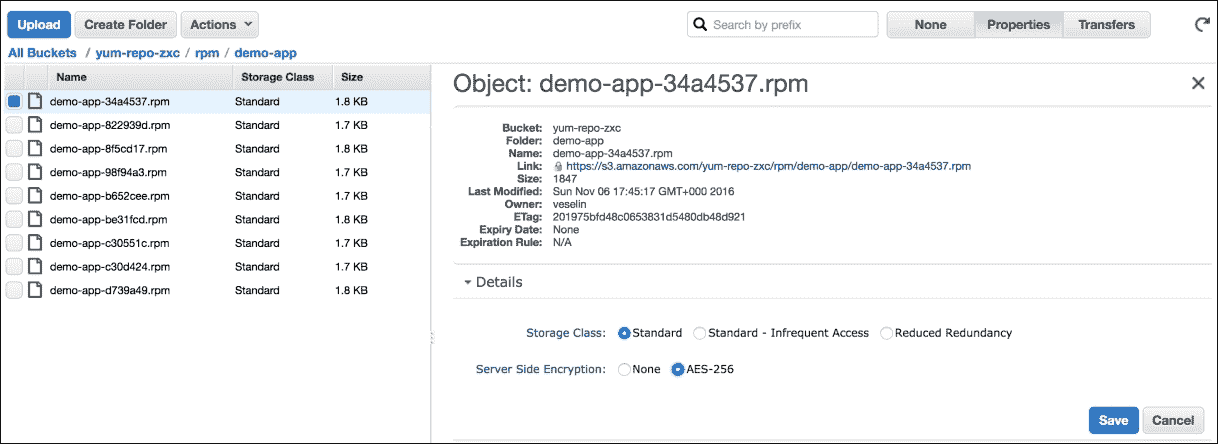 Upload Create Folder Actions Search by prefix None Properties Transfers
All Buckets / yum-repo-zxc / rpm / demo-app
Name Storage Class Size
demo-app-34a4537.rpm Standard 1.8 KB
demo-app-822939d.rpm Standard 1.7 KB
demo-app-8f5cd17.rpm Standard 1.8 KB
demo-app-98f94a3.rpm Standard 1.7 KB
demo-app-b652cee.rpm Standard 1.7 KB
demo-app-be31fcd.rpm Standard 1.8 KB
demo-app-c30551c.rpm Standard 1.7 KB
demo-app-c30d424.rpm Standard 1.7 KB
demo-app-d739a49.rpm Standard 1.8 KB
Object: demo-app-34a4537.rpm
Bucket: yum-repo-zxc
Folder: demo-app
Name: demo-app-34a4537.rpm
Link: https://s3.amazonaws.com/yum-repo-zxc/rpm/demo-app/demo-app-34a4537.rpm
Size: 1847
Last Modified: Sun Nov 06 17:45:17 GMT+000 2016
Owner: veselin
ETag: 201975bfd48c0653831d5480db48d921
Expiry Date: None
Expiration Rule: N/A
Details
Storage Class: Standard Standard - Infrequent Access Reduced Redundancy
Server Side Encryption: None AES-256
Save Cancel